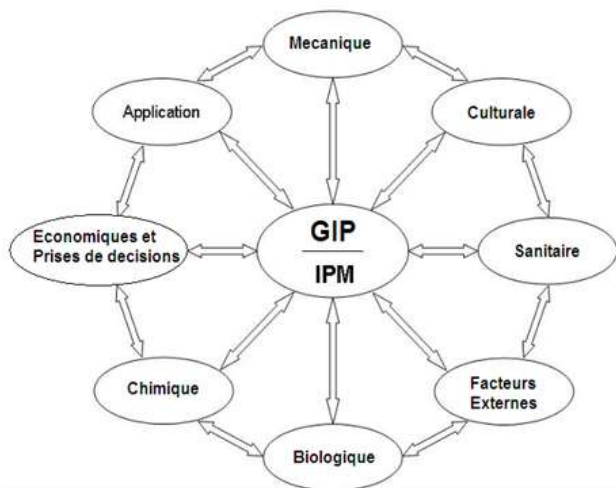 Mecanique
Application
Culturale
Economiques et
Prises de decisions
GIP
IPM
Sanitaire
Chimique
Facteurs
Externes
Biologique